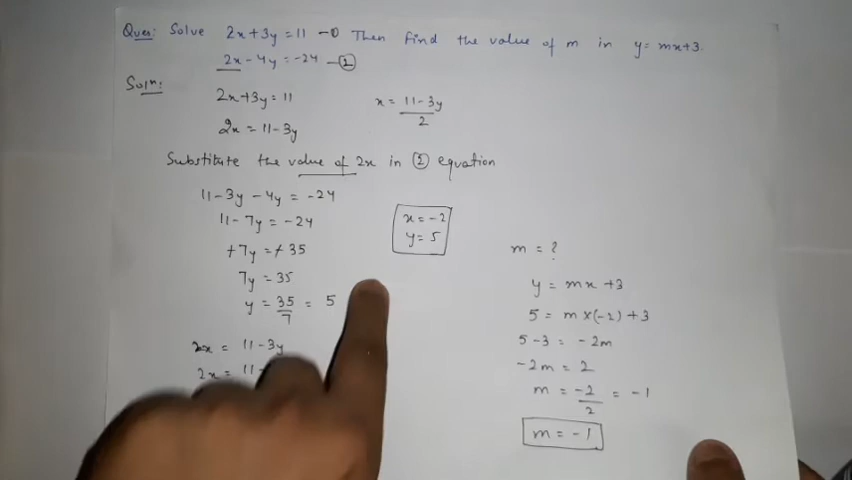 Ques: Solve 2x+3y=11 -① Then find the value of m in y= mx+3.
2x-4y=-24 -②
Solⁿ:
2x+3y=11
x= 11-3y
2
2x = 11-3y
Substitute the value of 2x in ② equation
11-3y-4y = -24
11-7y = -24
+7y = +35
7y = 35
y = 35 = 5
7
2x = 11-3y
2x = 11-
x = -2
y = 5
m = ?
y = mx +3
5 = m×(-2)+3
5-3 = -2m
-2m = 2
m = -2 = -1
2
m = -1